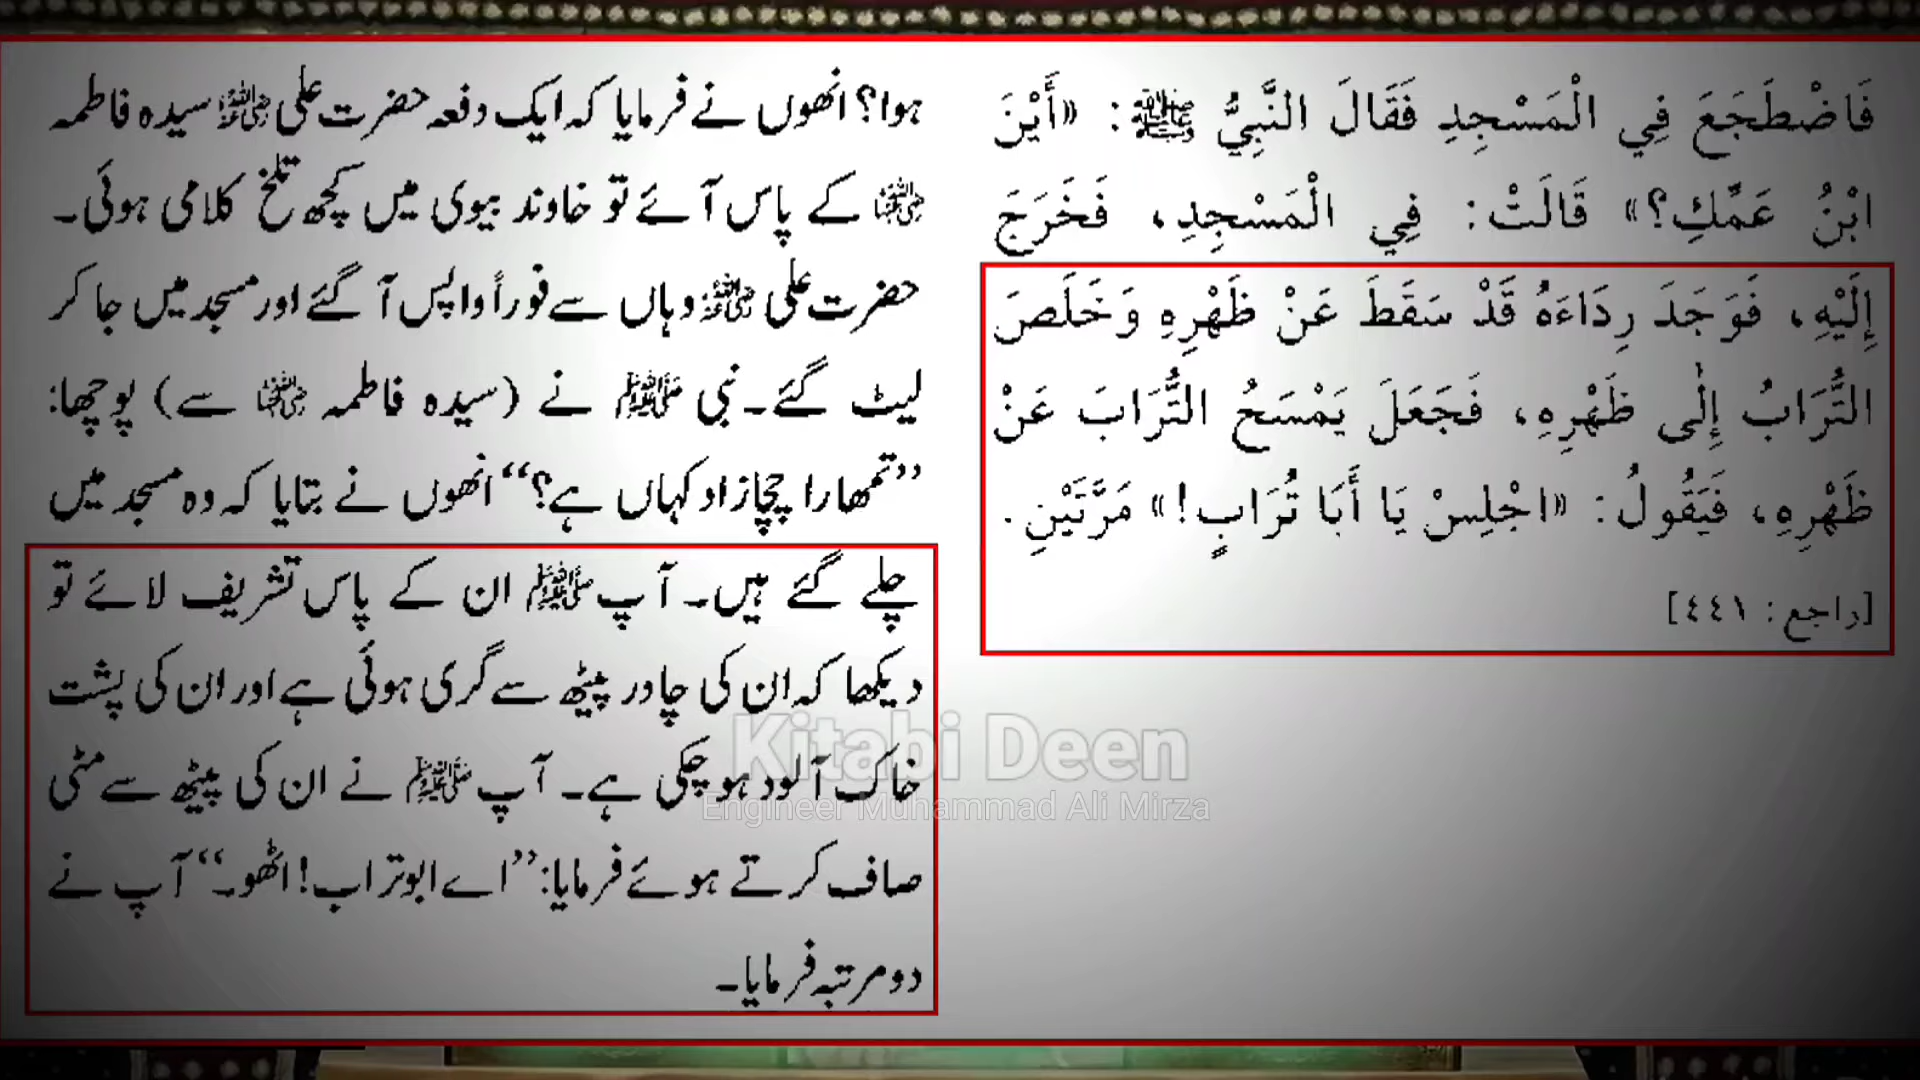 فَاضْطَجَعَ فِي الْمَسْجِدِ فَقَالَ النَّبِيُّ ﷺ: «أَيْنَ
ابْنُ عَمِّكِ؟» قَالَتْ: فِي الْمَسْجِدِ، فَخَرَجَ
إِلَيْهِ، فَوَجَدَ رِدَاءَهُ قَدْ سَقَطَ عَنْ ظَهْرِهِ وَخَلَصَ
التُّرَابُ إِلٰى ظَهْرِهِ، فَجَعَلَ يَمْسَحُ التُّرَابَ عَنْ
ظَهْرِهِ، فَيَقُولُ: «اجْلِسْ يَا أَبَا تُرَابٍ!» مَرَّتَيْنِ.
[راجع: ٤٤١]
ہوا؟ انھوں نے فرمایا کہ ایک دفعہ حضرت علی رضی اللہ عنہ سیدہ فاطمہ
رضی اللہ عنہا کے پاس آئے تو خاوند بیوی میں کچھ تلخ کلامی ہوئی۔
حضرت علی رضی اللہ عنہ وہاں سے فوراً واپس آ گئے اور مسجد میں جا کر
لیٹ گئے۔ نبی ﷺ نے (سیدہ فاطمہ رضی اللہ عنہا سے) پوچھا:
”تمھارا چچازاد کہاں ہے؟“ انھوں نے بتایا کہ وہ مسجد میں
چلے گئے ہیں۔ آپ ﷺ ان کے پاس تشریف لائے تو
دیکھا کہ ان کی چادر پیٹھ سے گری ہوئی ہے اور ان کی پشت
خاک آلود ہو چکی ہے۔ آپ ﷺ نے ان کی پیٹھ سے مٹی
صاف کرتے ہوئے فرمایا: ”اے ابوتراب! اٹھو۔“ آپ نے
دو مرتبہ فرمایا۔
Kitabi Deen
Engineer Muhammad Ali Mirza